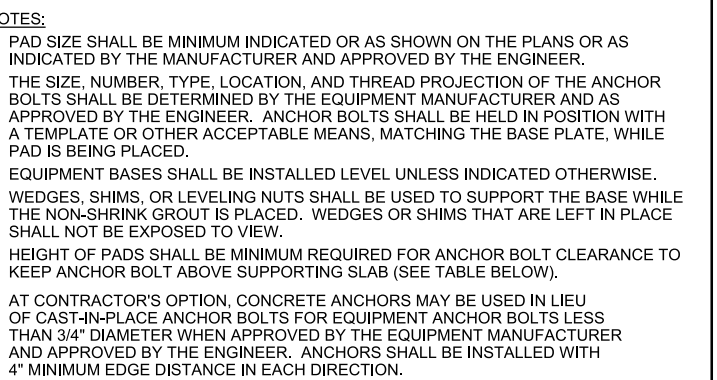 OTES:
PAD SIZE SHALL BE MINIMUM INDICATED OR AS SHOWN ON THE PLANS OR AS
INDICATED BY THE MANUFACTURER AND APPROVED BY THE ENGINEER.
THE SIZE, NUMBER, TYPE, LOCATION, AND THREAD PROJECTION OF THE ANCHOR
BOLTS SHALL BE DETERMINED BY THE EQUIPMENT MANUFACTURER AND AS
APPROVED BY THE ENGINEER. ANCHOR BOLTS SHALL BE HELD IN POSITION WITH
A TEMPLATE OR OTHER ACCEPTABLE MEANS, MATCHING THE BASE PLATE, WHILE
PAD IS BEING PLACED.
EQUIPMENT BASES SHALL BE INSTALLED LEVEL UNLESS INDICATED OTHERWISE.
WEDGES, SHIMS, OR LEVELING NUTS SHALL BE USED TO SUPPORT THE BASE WHILE
THE NON-SHRINK GROUT IS PLACED. WEDGES OR SHIMS THAT ARE LEFT IN PLACE
SHALL NOT BE EXPOSED TO VIEW.
HEIGHT OF PADS SHALL BE MINIMUM REQUIRED FOR ANCHOR BOLT CLEARANCE TO
KEEP ANCHOR BOLT ABOVE SUPPORTING SLAB (SEE TABLE BELOW).
AT CONTRACTOR'S OPTION, CONCRETE ANCHORS MAY BE USED IN LIEU
OF CAST-IN-PLACE ANCHOR BOLTS FOR EQUIPMENT ANCHOR BOLTS LESS
THAN 3/4" DIAMETER WHEN APPROVED BY THE EQUIPMENT MANUFACTURER
AND APPROVED BY THE ENGINEER. ANCHORS SHALL BE INSTALLED WITH
4" MINIMUM EDGE DISTANCE IN EACH DIRECTION.